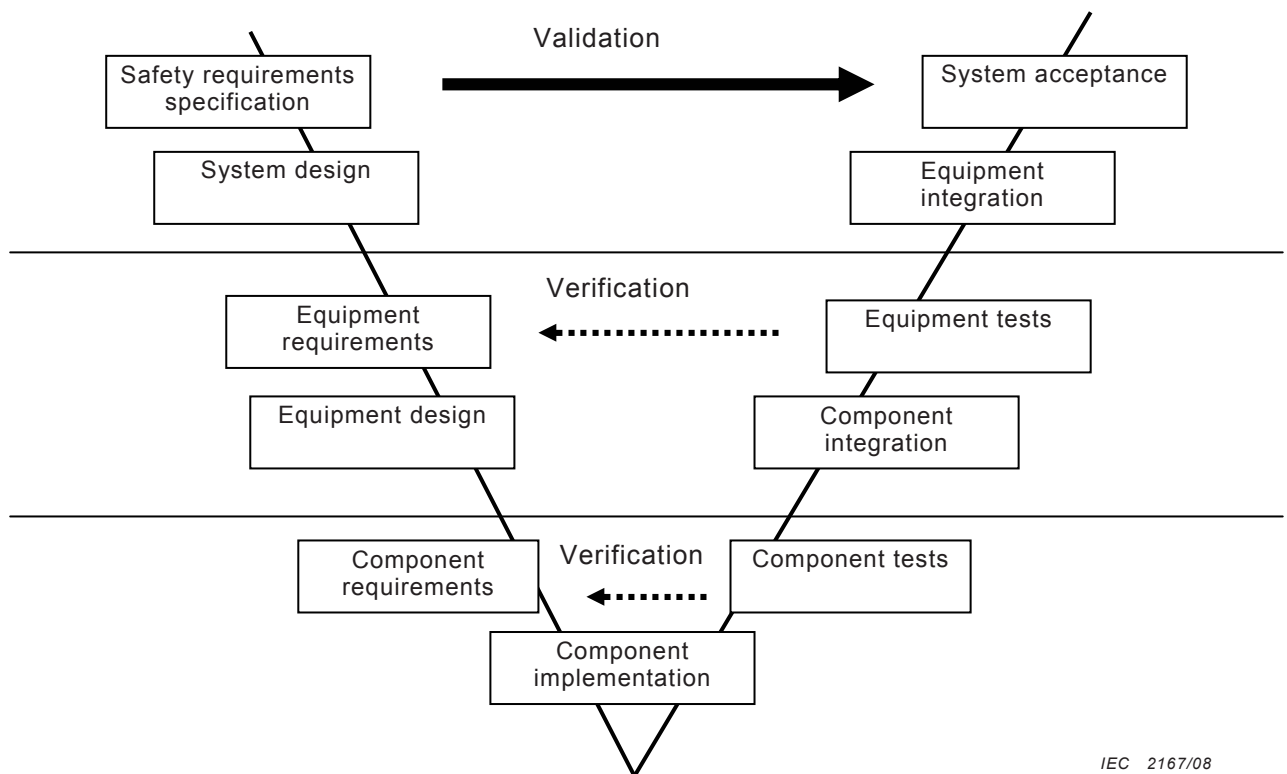 Validation
Safety requirements
specification
System acceptance
System design
Equipment
integration
Verification
Equipment
requirements
Equipment tests
Equipment design
Component
integration
Component
requirements
Verification
Component tests
Component
implementation
IEC 2167/08